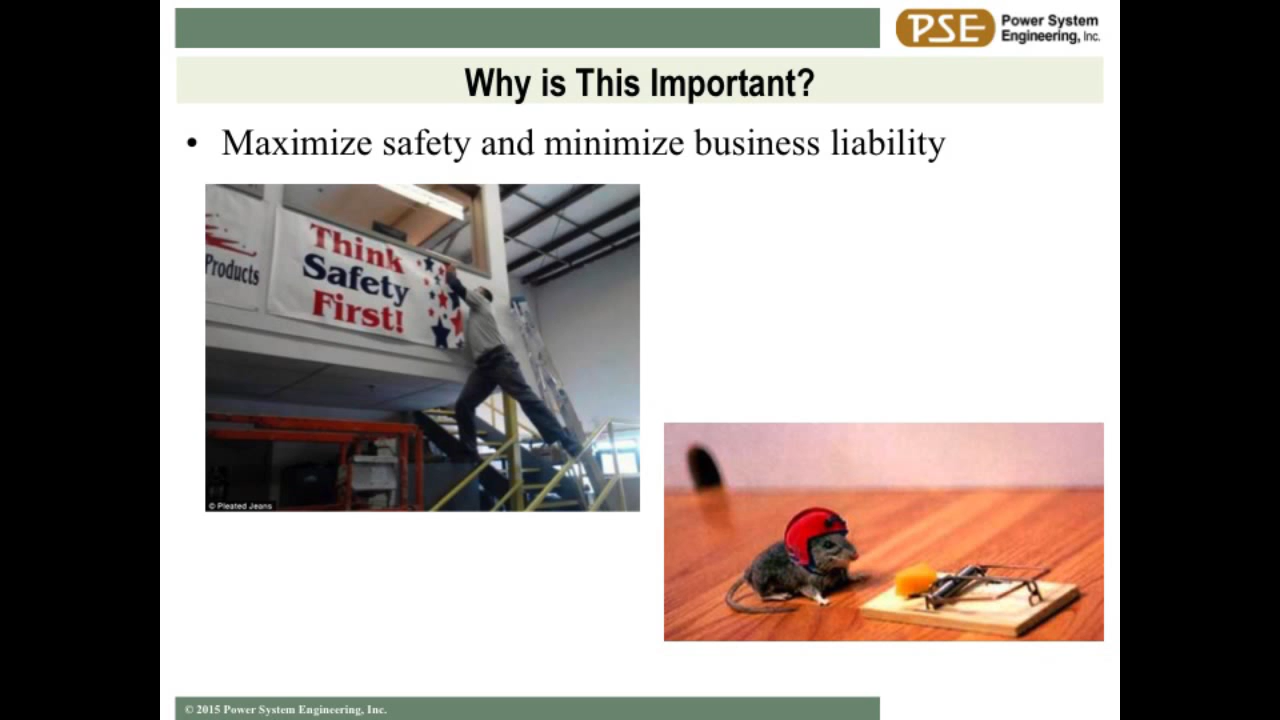 PSE Power System
Engineering, Inc.
Why is This Important?
• Maximize safety and minimize business liability
Products
Think
Safety
First!
© Pleated Jeans
© 2015 Power System Engineering, Inc.